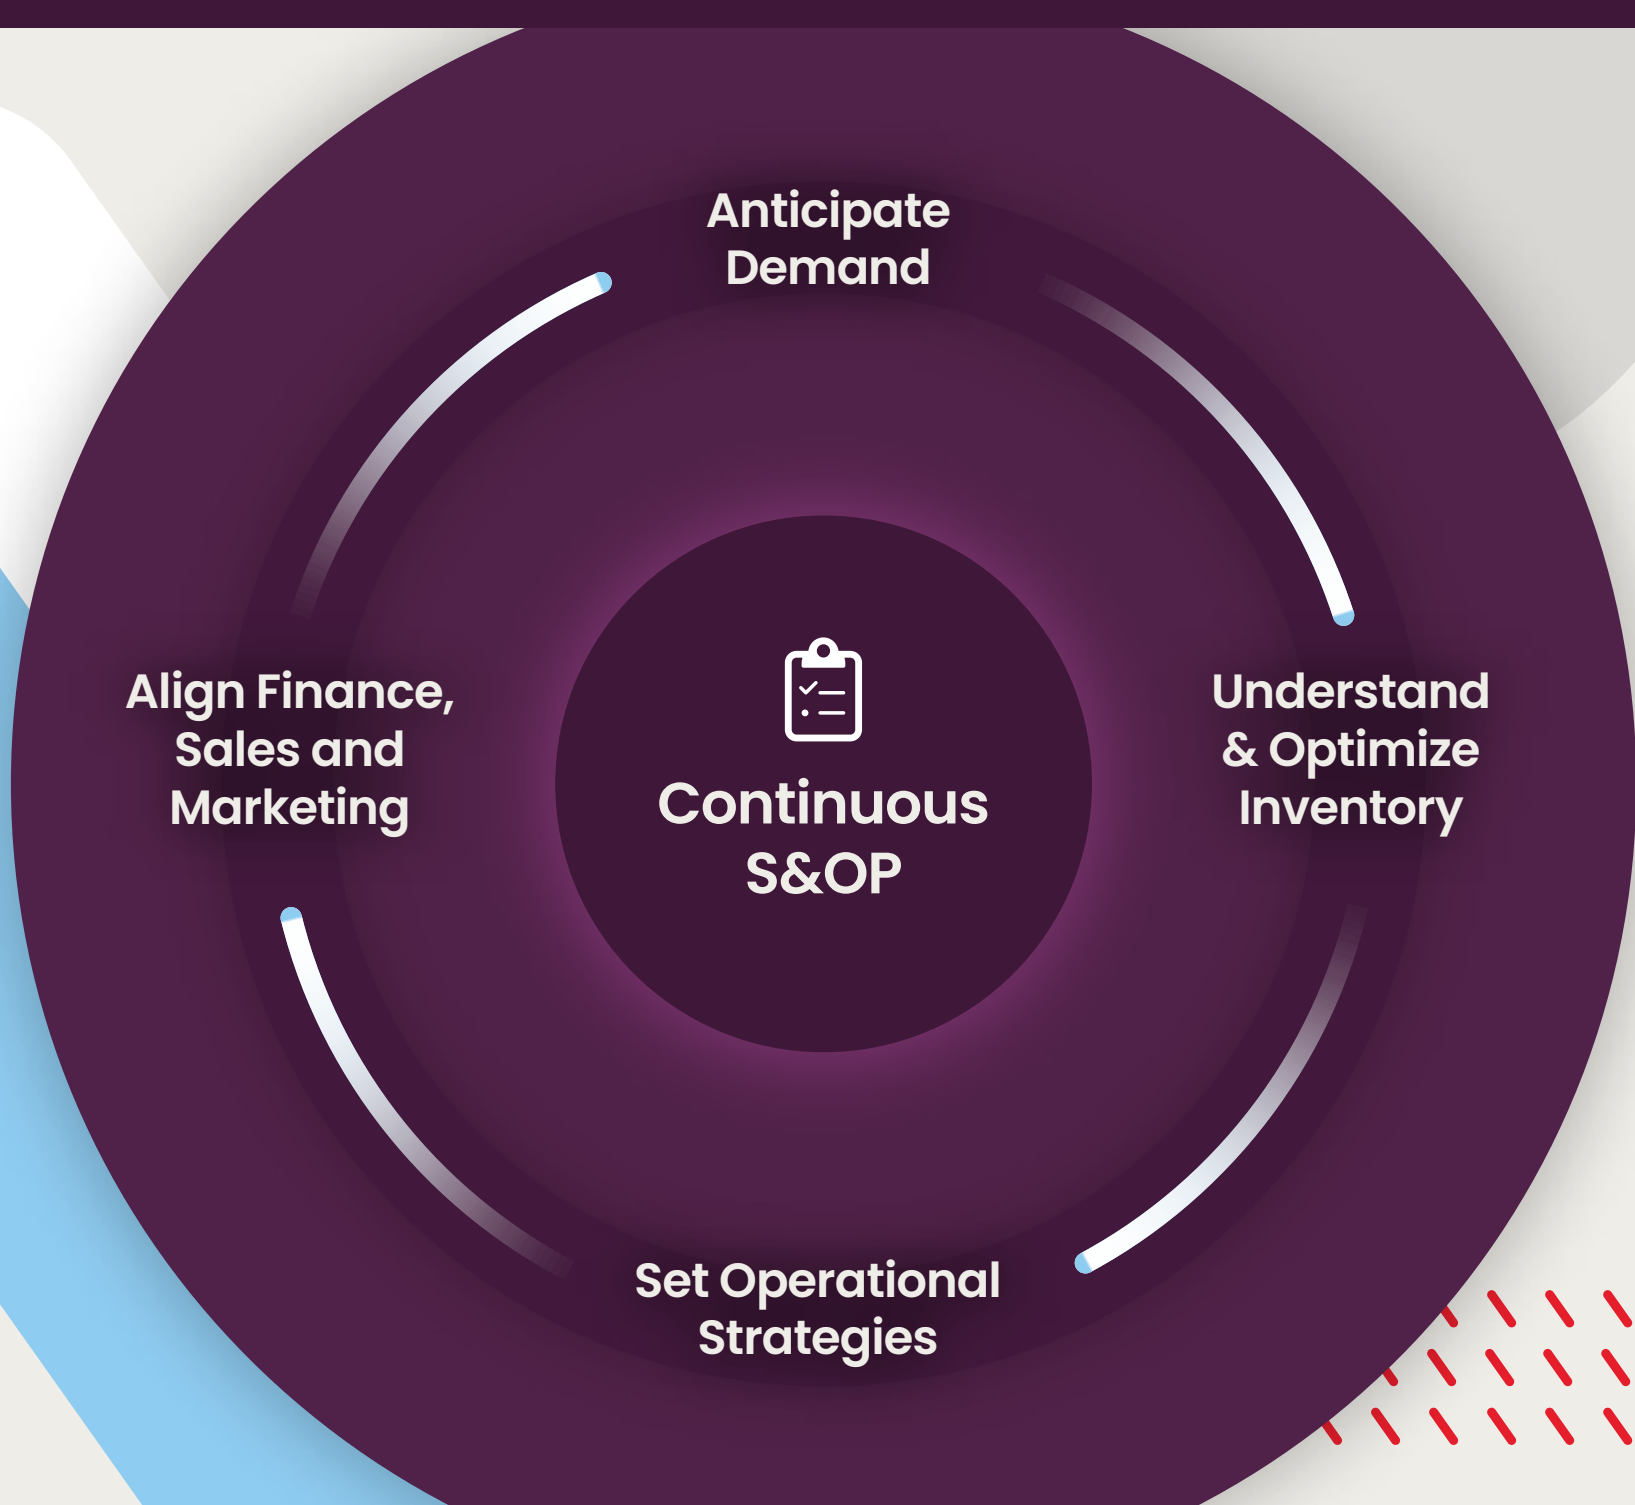 Anticipate
Demand
Align Finance,
Sales and
Marketing
Continuous
S&OP
Understand
& Optimize
Inventory
Set Operational
Strategies